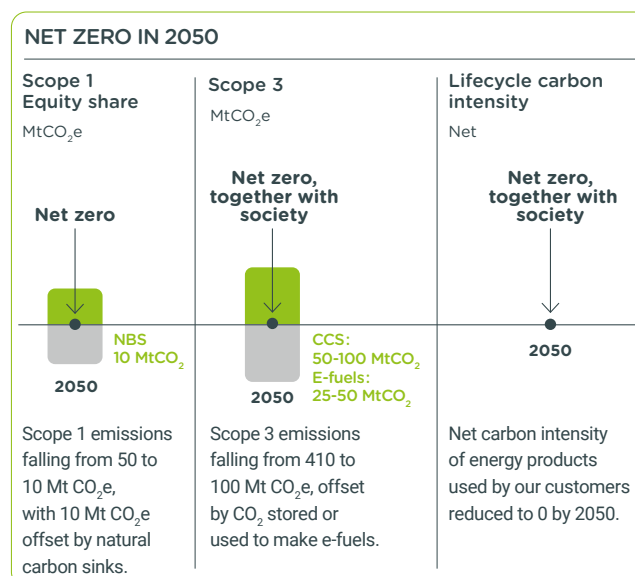 NET ZERO IN 2050
Scope 1
Equity share
MtCO₂e
Net zero
NBS
10 MtCO₂
2050
Scope 1 emissions
falling from 50 to
10 Mt CO₂e,
with 10 Mt CO₂e
offset by natural
carbon sinks.
Scope 3
MtCO₂e
Net zero,
together with
society
CCS:
50-100 MtCO₂
E-fuels:
25-50 MtCO₂
2050
Scope 3 emissions
falling from 410 to
100 Mt CO₂e, offset
by CO₂ stored or
used to make e-fuels.
Lifecycle carbon
intensity
Net
Net zero,
together with
society
2050
Net carbon intensity
of energy products
used by our customers
reduced to 0 by 2050.